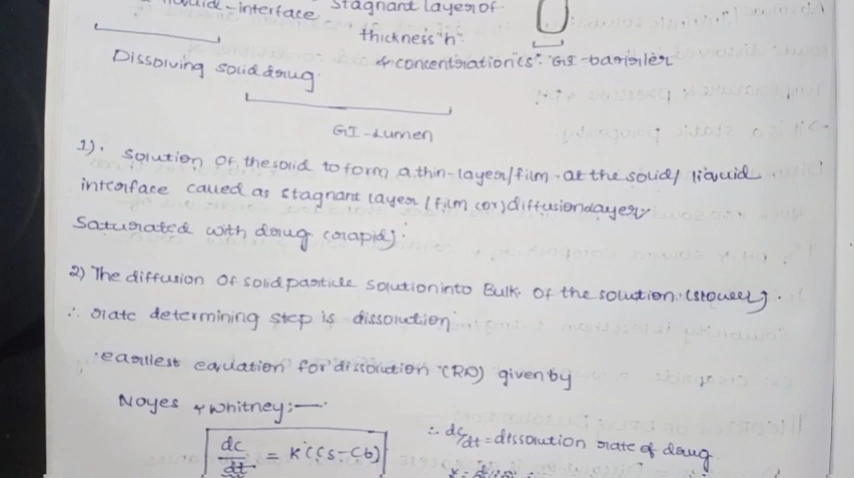 liquid-interface Stagnant layer of
thickness 'h'.
& concentration Cs'. GI-barrier
Dissolving solid drug.
GI-Lumen
1). Solution of the solid to form a thin-layer/film at the solid/liquid
interface called as stagnant layer / film (or) diffusion layer
Saturated with drug (rapid).
2) The diffusion of solid particle solution into Bulk of the solution. (slower).
∴ rate determining step is dissolution
earliest equation for dissolution (RD) given by
Noyes & whitney:—
dc/dt = K(Cs-Cb)
∴ dc/dt = dissolution rate of drug